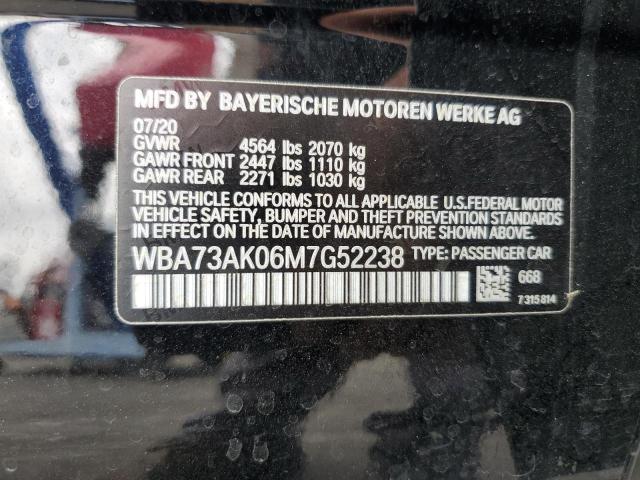 MFD BY BAYERISCHE MOTOREN WERKE AG
07/20
GVWR 4564 lbs 2070 kg
GAWR FRONT 2447 lbs 1110 kg
GAWR REAR 2271 lbs 1030 kg
THIS VEHICLE CONFORMS TO ALL APPLICABLE U.S.FEDERAL MOTOR
VEHICLE SAFETY, BUMPER AND THEFT PREVENTION STANDARDS
IN EFFECT ON THE DATE OF MANUFACTURE SHOWN ABOVE.
WBA73AK06M7G52238 TYPE: PASSENGER CAR
668
7315814